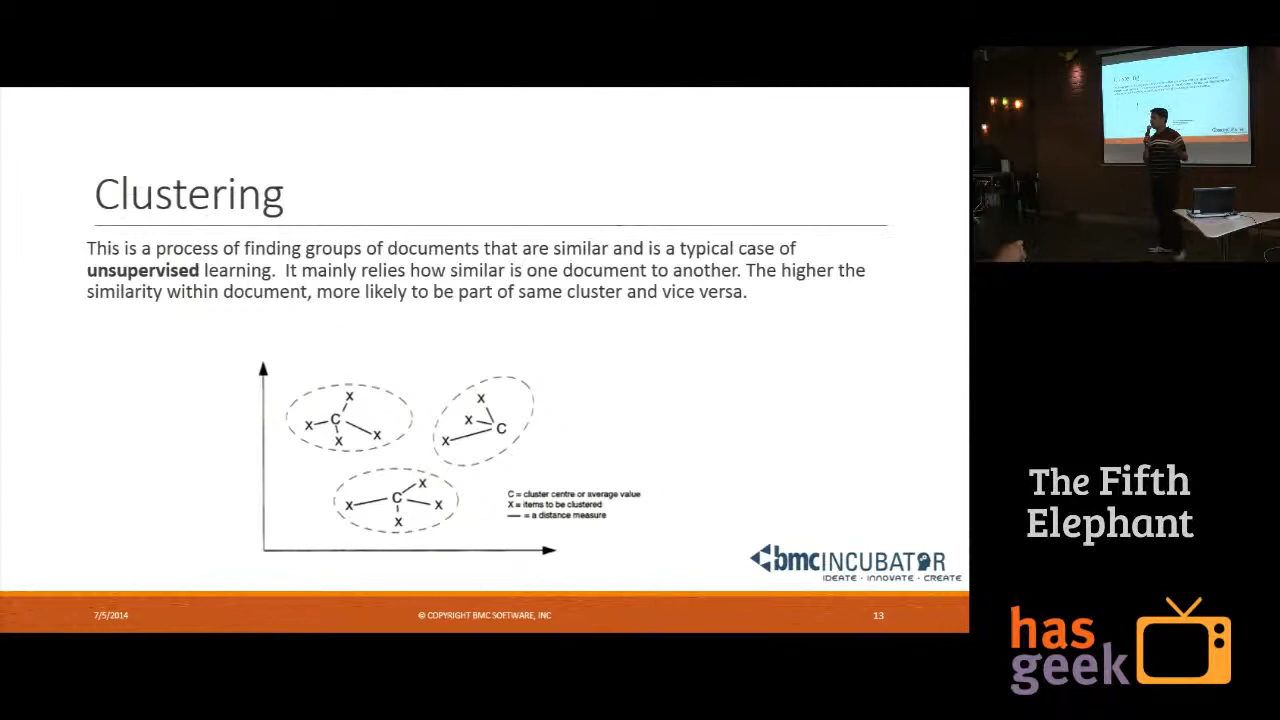 Clustering
This is a process of finding groups of documents that are similar and is a typical case of
unsupervised learning. It mainly relies how similar is one document to another. The higher the
similarity within document, more likely to be part of same cluster and vice versa.
X
X C
X X
X
X C
X
X
X C X
X
C = cluster centre or average value
X = items to be clustered
— = a distance measure
bmcINCUBATOR
IDEATE · INNOVATE · CREATE
7/5/2014 © COPYRIGHT BMC SOFTWARE, INC 13
Clustering
The Fifth
Elephant
has
geek